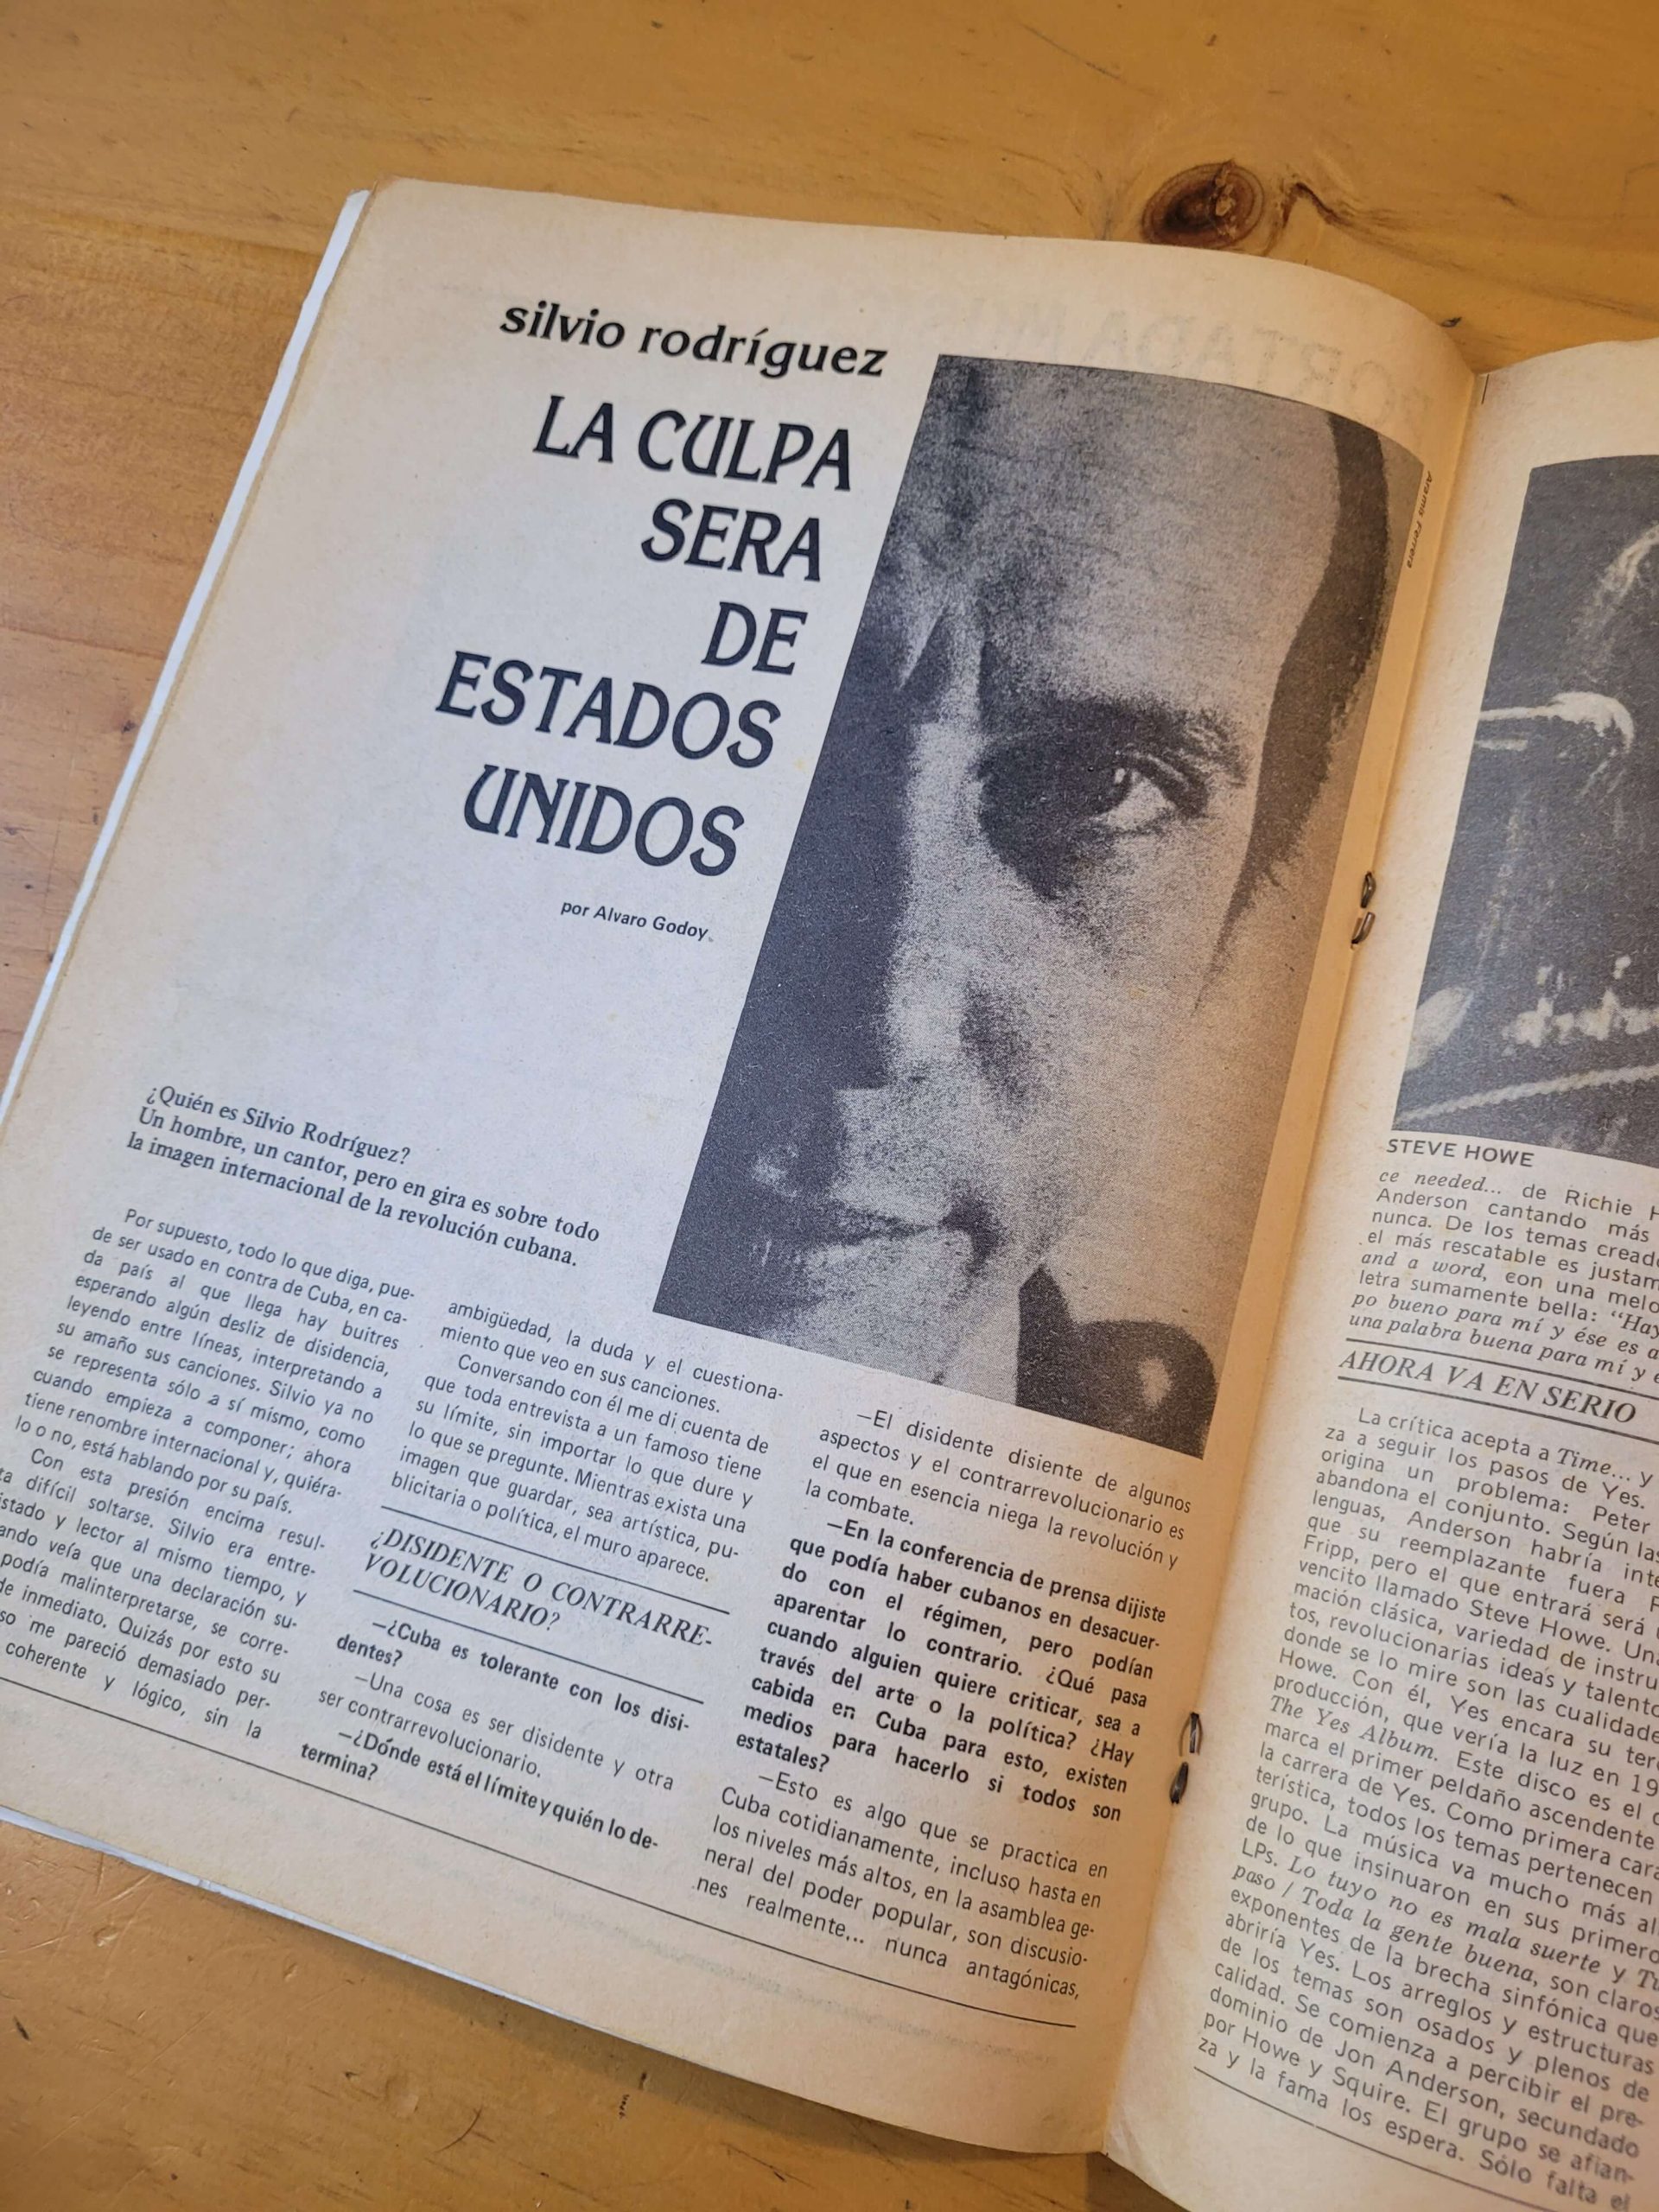 silvio rodríguez
LA CULPA
SERA
DE
ESTADOS
UNIDOS
por Alvaro Godoy
Aramis Ferrera
¿Quién es Silvio Rodríguez?
Un hombre, un cantor, pero en gira es sobre todo
la imagen internacional de la revolución cubana.
Por supuesto, todo lo que diga, pue-
de ser usado en contra de Cuba, en ca-
da país al que llega hay buitres
esperando algún desliz de disidencia,
leyendo entre líneas, interpretando a
su amaño sus canciones. Silvio ya no
se representa sólo a sí mismo, como
cuando empieza a componer; ahora
tiene renombre internacional y, quiéra-
lo o no, está hablando por su país.
Con esta presión encima resul-
ta difícil soltarse. Silvio era entre-
istado y lector al mismo tiempo, y
ando veía que una declaración su-
podía malinterpretarse, se corre-
de inmediato. Quizás por esto su
so me pareció demasiado per-
coherente y lógico, sin la
ambigüedad, la duda y el cuestiona-
miento que veo en sus canciones.
Conversando con él me di cuenta de
que toda entrevista a un famoso tiene
su límite, sin importar lo que dure y
lo que se pregunte. Mientras exista una
imagen que guardar, sea artística, pu-
blicitaria o política, el muro aparece.
¿DISIDENTE O CONTRARRE-
VOLUCIONARIO?
—¿Cuba es tolerante con los disi-
dentes?
—Una cosa es ser disidente y otra
ser contrarrevolucionario.
—¿Dónde está el límite y quién lo de-
termina?
—El disidente disiente de algunos
aspectos y el contrarrevolucionario es
el que en esencia niega la revolución y
la combate.
—En la conferencia de prensa dijiste
que podía haber cubanos en desacuer-
do con el régimen, pero podían
aparentar lo contrario. ¿Qué pasa
cuando alguien quiere criticar, sea a
través del arte o la política? ¿Hay
cabida en Cuba para esto, existen
medios para hacerlo si todos son
estatales?
—Esto es algo que se practica en
Cuba cotidianamente, incluso hasta en
los niveles más altos, en la asamblea ge-
neral del poder popular, son discusio-
nes realmente... nunca antagónicas,
STEVE HOWE
ce needed... de Richie H
Anderson cantando más
nunca. De los temas cread
el más rescatable es justam
and a word, con una melo
letra sumamente bella: "Hay
po bueno para mí y ése es a
una palabra buena para mí y e
AHORA VA EN SERIO
La crítica acepta a Time... y
za a seguir los pasos de Yes.
origina un problema: Peter
abandona el conjunto. Según las
lenguas, Anderson habría inte
que su reemplazante fuera
Fripp, pero el que entrará será
vencito llamado Steve Howe. Una
mación clásica, variedad de instru
tos, revolucionarias ideas y talento
donde se lo mire son las cualidade
Howe. Con él, Yes encara su terc
producción, que vería la luz en 19
The Yes Album. Este disco es el
marca el primer peldaño ascendente
la carrera de Yes. Como primera cara
terística, todos los temas pertenecen
grupo. La música va mucho más al
de lo que insinuaron en sus primero
LPs. Lo tuyo no es mala suerte y Tu
paso / Toda la gente buena, son claros
exponentes de la brecha sinfónica que
abriría Yes. Los arreglos y estructuras
de los temas son osados y plenos de
calidad. Se comienza a percibir el pre-
dominio de Jon Anderson, secundado
por Howe y Squire. El grupo se afian-
za y la fama los espera. Sólo falta el